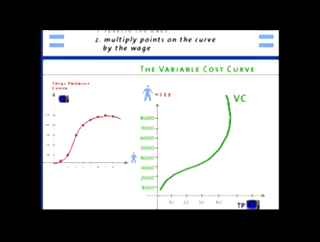 2. multiply points on the curve
by the wage
THE VARIABLE COST CURVE
TOTAL PRODUCT
CURVE
VC
8000
7000
6000
5000
4000
3000
2000
1000
10 20 30 40
TP